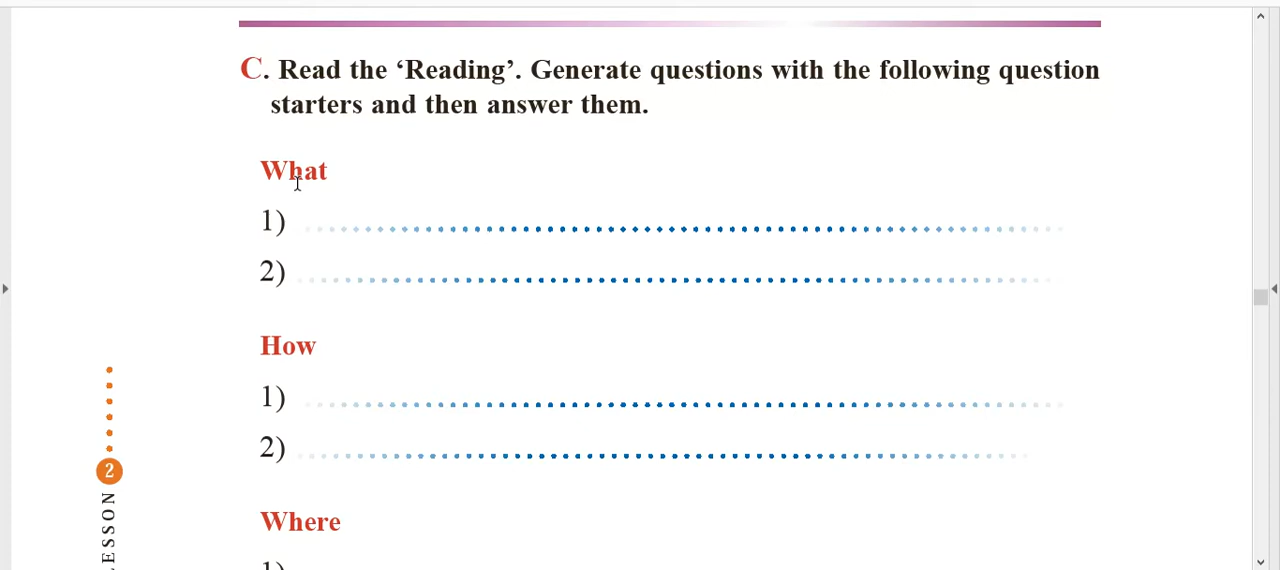 C. Read the ‘Reading’. Generate questions with the following question
starters and then answer them.
What
1)
2)
How
1)
2)
Where
1)
2
LESSON